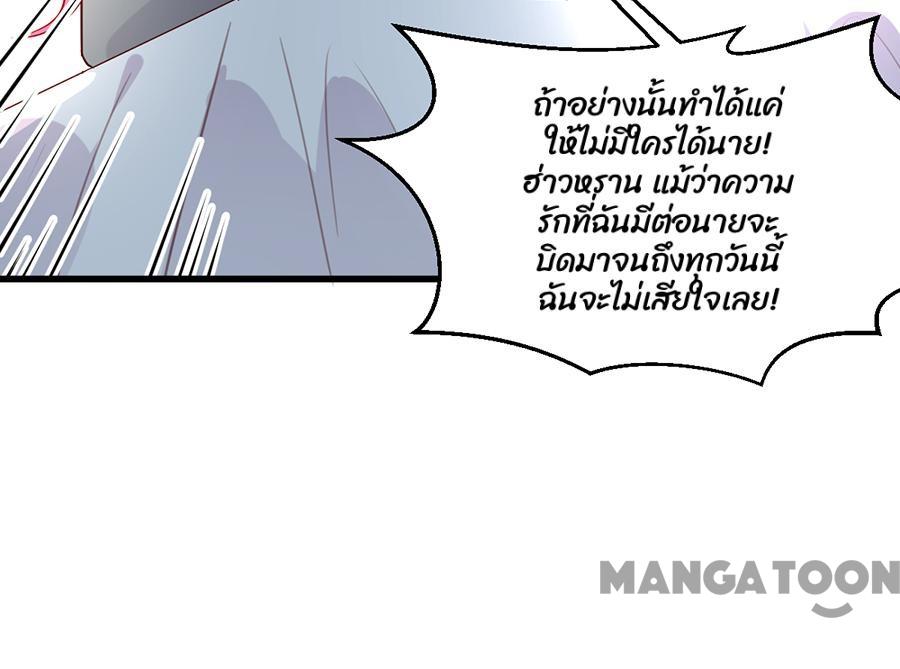 ถ้าอย่างนั้นทำได้แค่
ให้ไม่มีใครได้นาย!
ฮ่าวหราน แม้ว่าความ
รักที่ฉันมีต่อนายจะ
บิดมาจนถึงทุกวันนี้
ฉันจะไม่เสียใจเลย!
MANGATOON